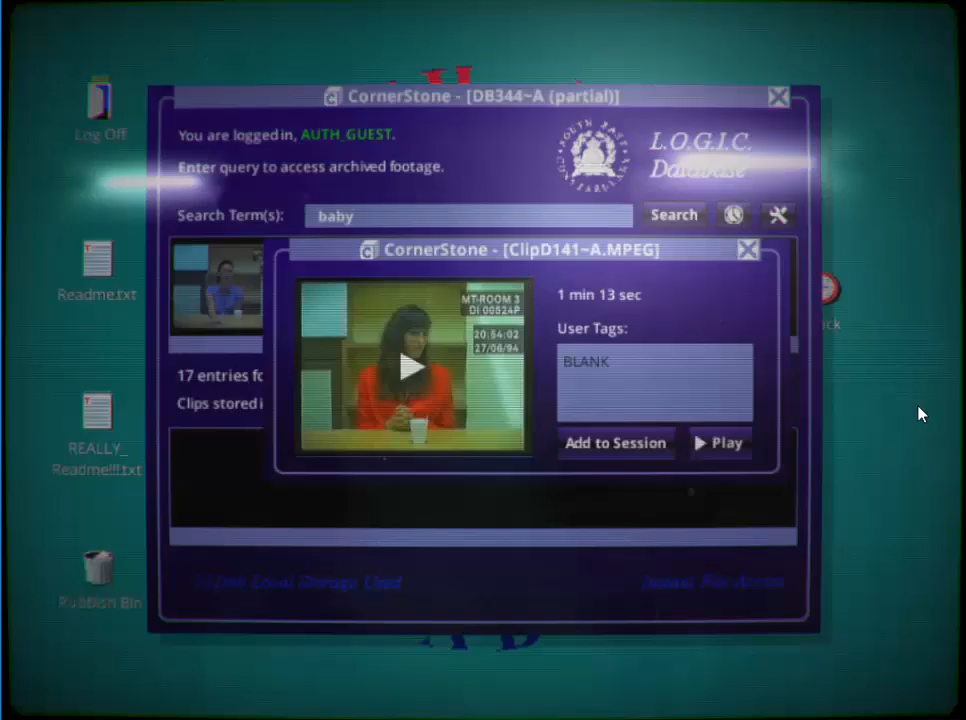 CornerStone - [DB344~A (partial)]
Log Off
You are logged in, AUTH_GUEST.
Enter query to access archived footage.
L.O.G.I.C.
Database
Search Term(s):
baby
Search
CornerStone - [ClipD141~A.MPEG]
Readme.txt
MT-ROOM 3
DI 00524P
20:54:02
27/06/94
1 min 13 sec
User Tags:
BLANK
17 entries fo
Clips stored i
Add to Session
Play
REALLY_
Readme!!!.txt
Rubbish Bin